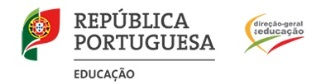 REPÚBLICA
PORTUGUESA
EDUCAÇÃO
direção-geral
da educação